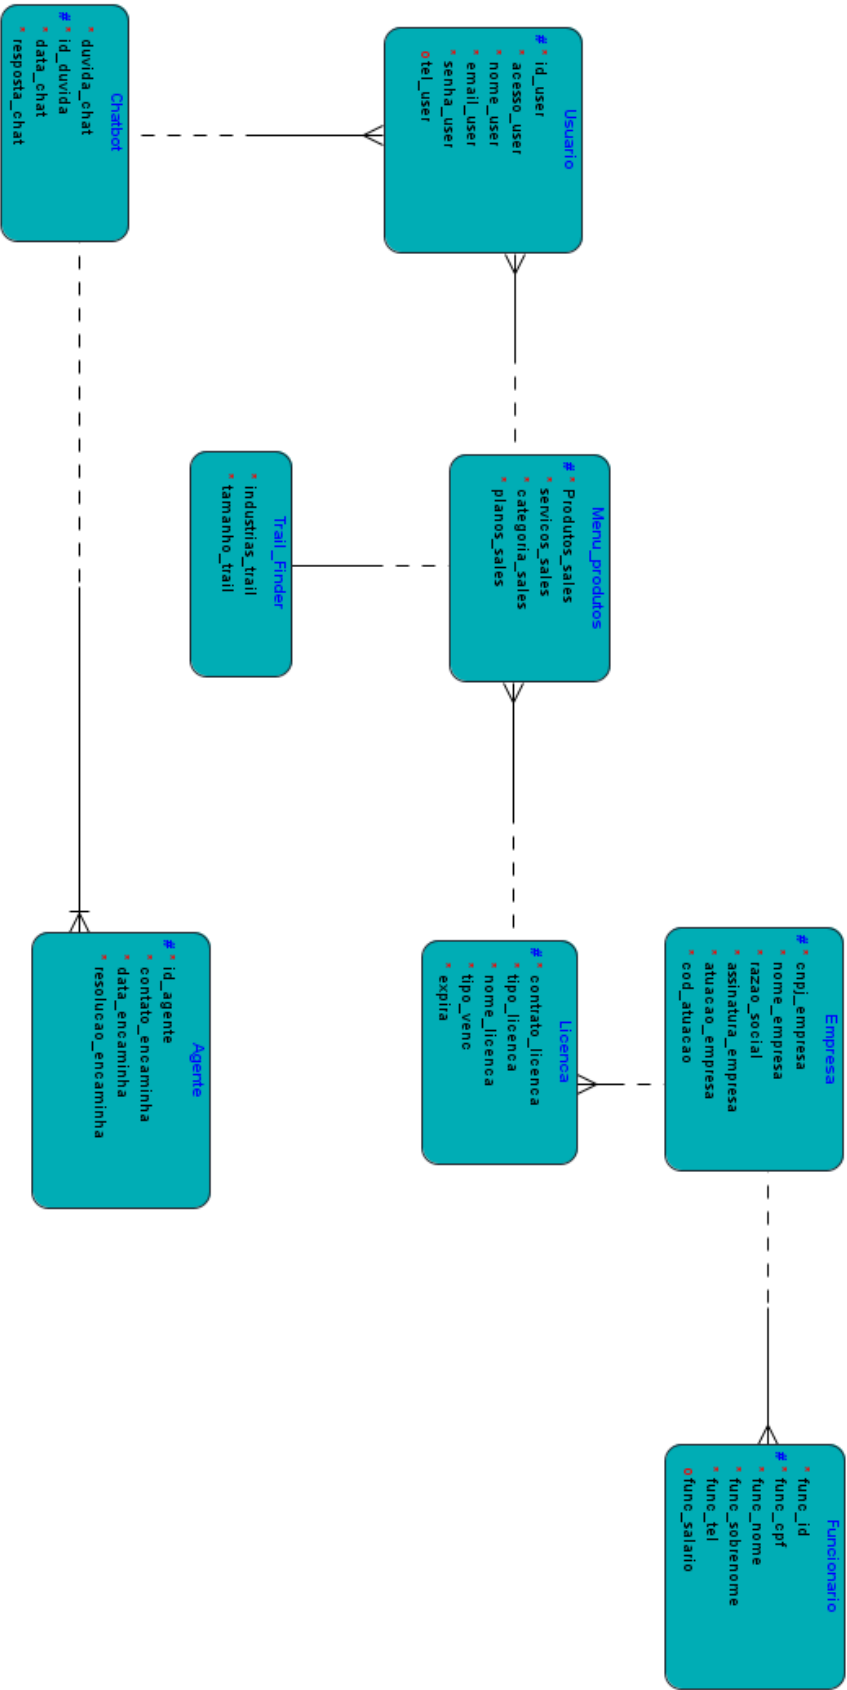 Empresa
# * cnpj_empresa
* nome_empresa
* razao_social
* assinatura_empresa
* atuacao_empresa
* cod_atuacao
Funcionario
* func_id
# * func_cpf
* func_nome
* func_sobrenome
* func_tel
o func_salario
Usuario
# * id_user
* acesso_user
* nome_user
* email_user
* senha_user
o tel_user
Menu_produtos
# * Produtos_sales
* servicos_sales
* categoria_sales
* planos_sales
Licenca
# * contrato_licenca
* tipo_licenca
* nome_licenca
* tipo_venc
* expira
Trail_Finder
* industrias_trail
* tamanho_trail
Chatbot
* duvida_chat
# * id_duvida
* data_chat
* resposta_chat
Agente
# * id_agente
* contato_encaminha
* data_encaminha
* resolucao_encaminha